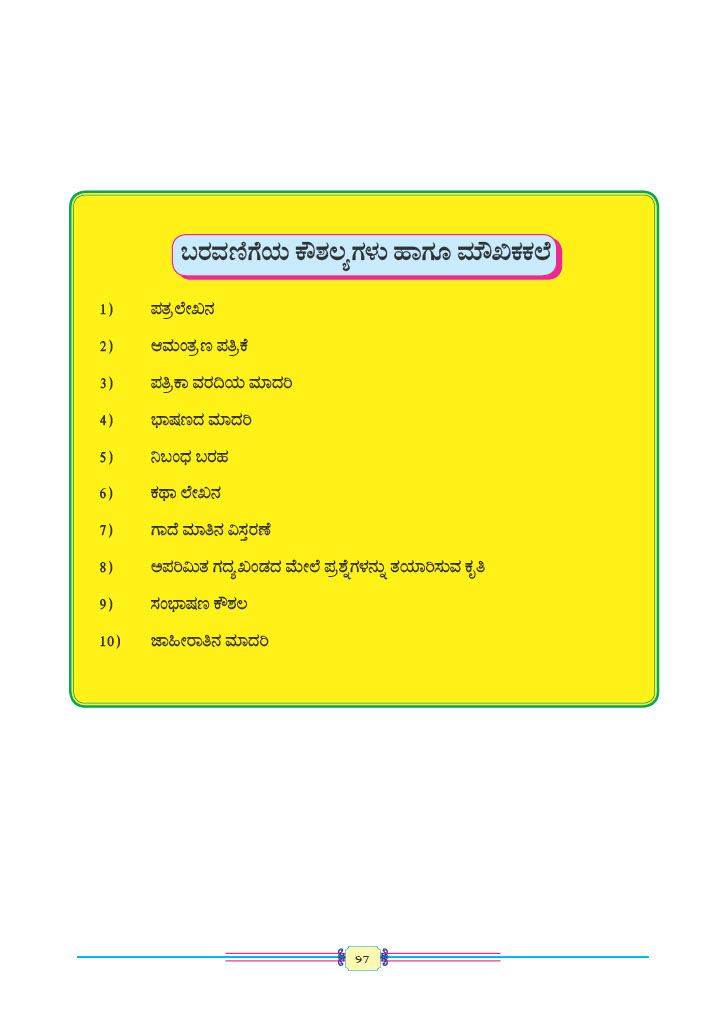 ಬರವಣಿಗೆಯ ಕೌಶಲ್ಯಗಳು ಹಾಗೂ ಮೌಖಿಕಕಲೆ
1) ಪತ್ರಲೇಖನ
2) ಆಮಂತ್ರಣ ಪತ್ರಿಕೆ
3) ಪತ್ರಿಕಾ ವರದಿಯ ಮಾದರಿ
4) ಭಾಷಣದ ಮಾದರಿ
5) ನಿಬಂಧ ಬರಹ
6) ಕಥಾ ಲೇಖನ
7) ಗಾದೆ ಮಾತಿನ ವಿಸ್ತರಣೆ
8) ಅಪರಿಮಿತ ಗದ್ಯಖಂಡದ ಮೇಲೆ ಪ್ರಶ್ನೆಗಳನ್ನು ತಯಾರಿಸುವ ಕೃತಿ
9) ಸಂಭಾಷಣ ಕೌಶಲ
10) ಜಾಹೀರಾತಿನ ಮಾದರಿ
97